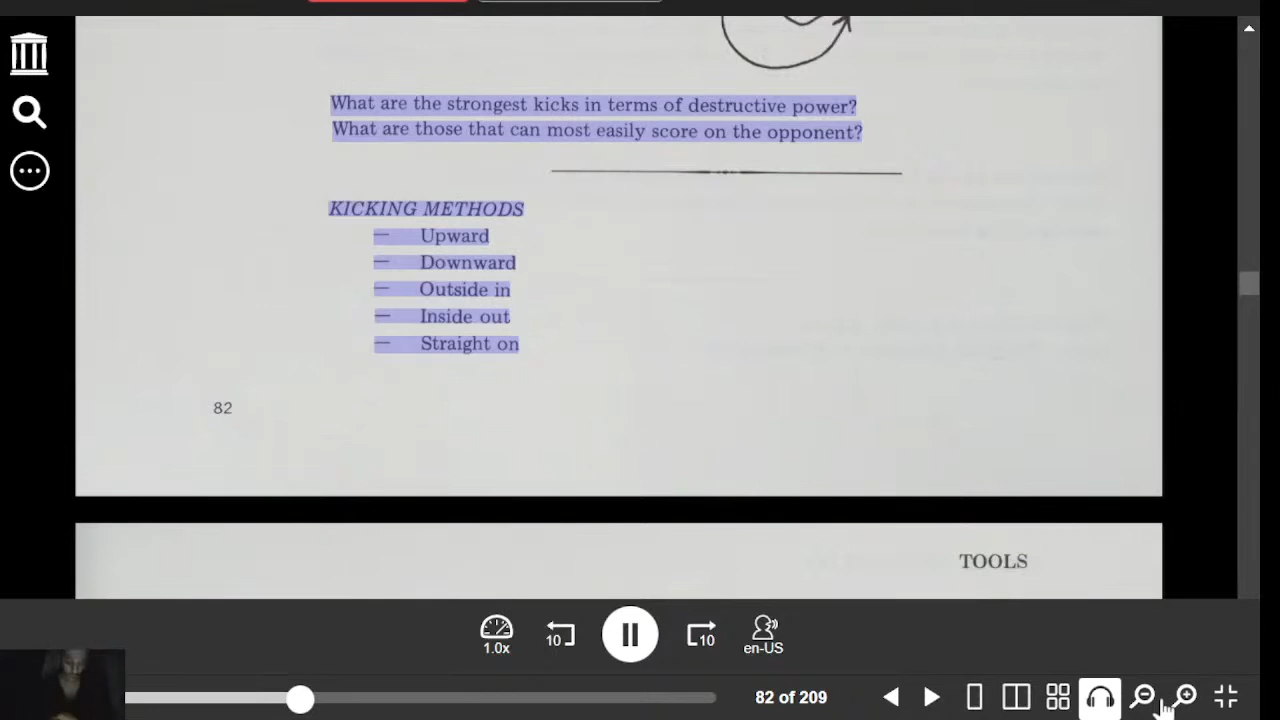 What are the strongest kicks in terms of destructive power?
What are those that can most easily score on the opponent?
KICKING METHODS
— Upward
— Downward
— Outside in
— Inside out
— Straight on
82
TOOLS
1.0x
10
10
en-US
82 of 209